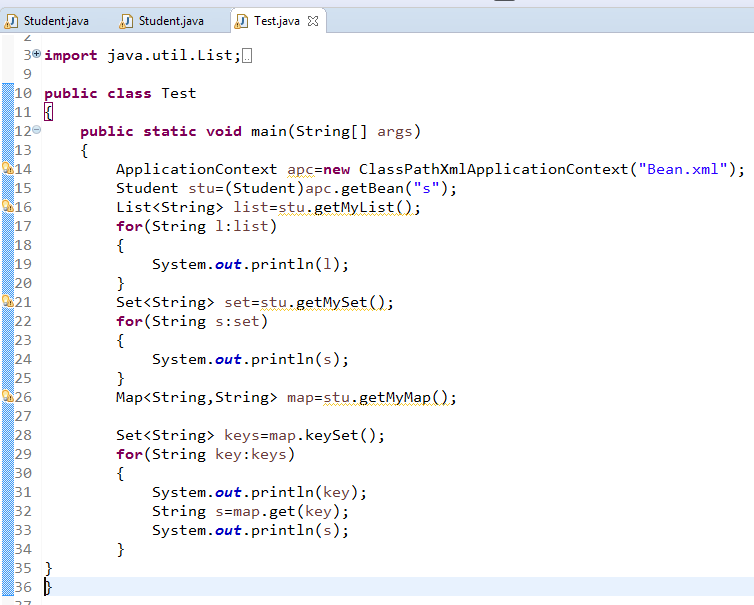 Student.java Student.java Test.java
2
3 import java.util.List;
9
10 public class Test
11 {
12 public static void main(String[] args)
13 {
14 ApplicationContext apc=new ClassPathXmlApplicationContext("Bean.xml");
15 Student stu=(Student)apc.getBean("s");
16 List<String> list=stu.getMyList();
17 for(String l:list)
18 {
19 System.out.println(l);
20 }
21 Set<String> set=stu.getMySet();
22 for(String s:set)
23 {
24 System.out.println(s);
25 }
26 Map<String,String> map=stu.getMyMap();
27
28 Set<String> keys=map.keySet();
29 for(String key:keys)
30 {
31 System.out.println(key);
32 String s=map.get(key);
33 System.out.println(s);
34 }
35 }
36 }
37